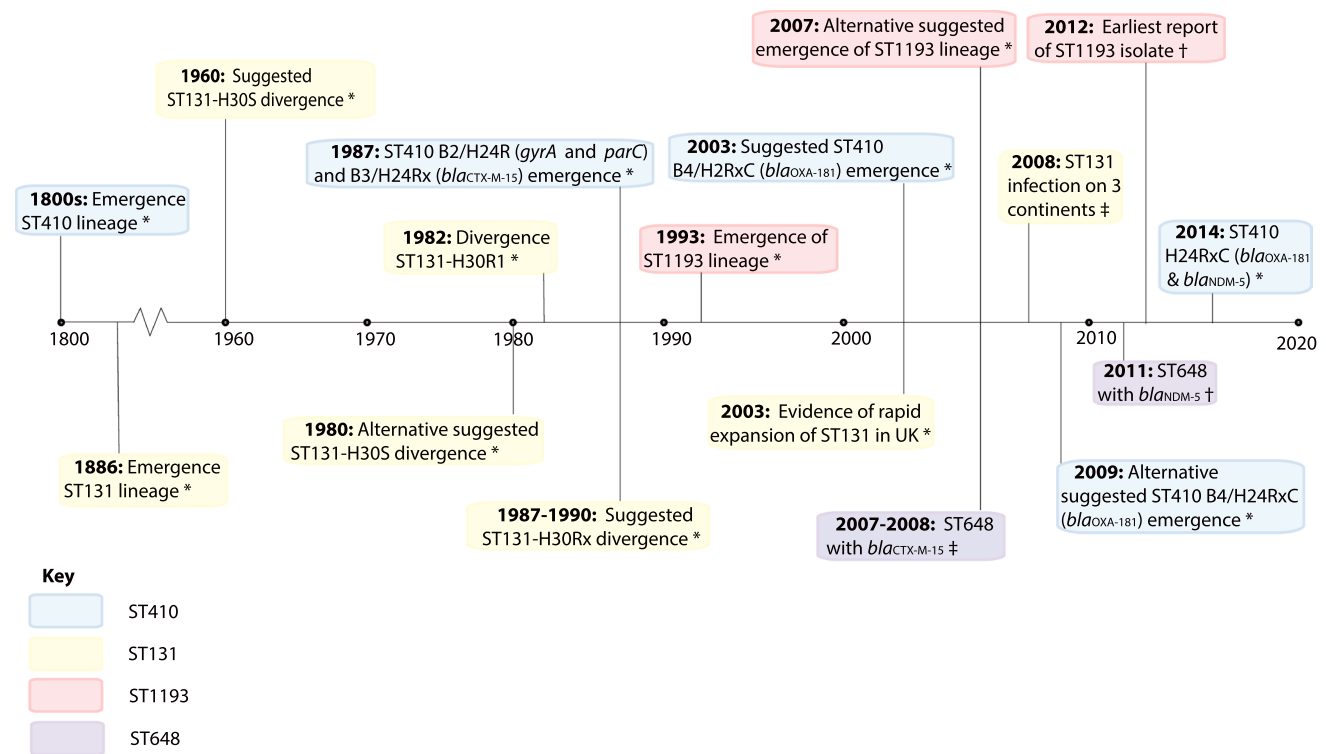 2007: Alternative suggested
emergence of ST1193 lineage *
2012: Earliest report
of ST1193 isolate †
1960: Suggested
ST131-H30S divergence *
1987: ST410 B2/H24R (gyrA and parC)
and B3/H24Rx (blaCTX-M-15) emergence *
2003: Suggested ST410
B4/H2RxC (blaOXA-181) emergence *
2008: ST131
infection on 3
continents ‡
1800s: Emergence
ST410 lineage *
1982: Divergence
ST131-H30R1 *
1993: Emergence of
ST1193 lineage *
2014: ST410
H24RxC (blaOXA-181
& blaNDM-5) *
1800
1960
1970
1980
1990
2000
2010
2020
2011: ST648
with blaNDM-5 †
1980: Alternative suggested
ST131-H30S divergence *
2003: Evidence of rapid
expansion of ST131 in UK *
1886: Emergence
ST131 lineage *
2009: Alternative
suggested ST410 B4/H24RxC
(blaOXA-181) emergence *
1987-1990: Suggested
ST131-H30Rx divergence *
2007-2008: ST648
with blaCTX-M-15 ‡
Key
ST410
ST131
ST1193
ST648